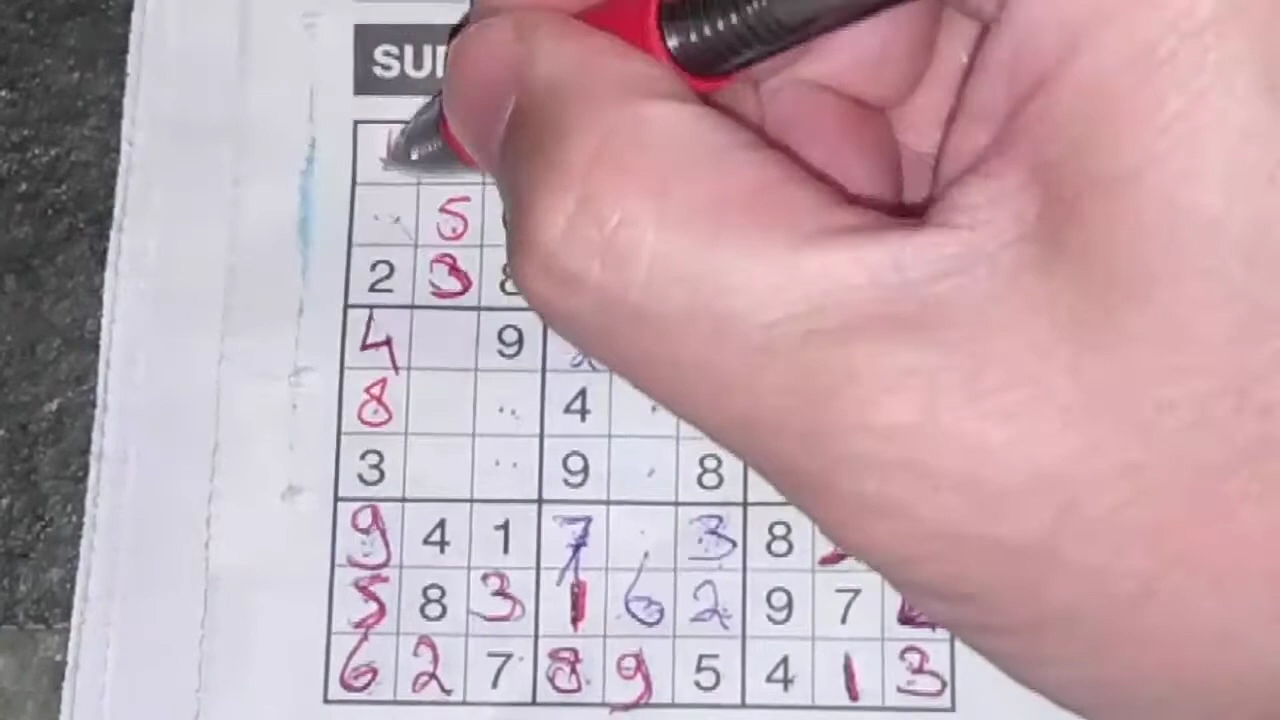 SU
5
2 3 8
4 9
8 4
3 9 8
9 4 1 7 3 8
5 8 3 1 6 2 9 7
6 2 7 8 9 5 4 1 3